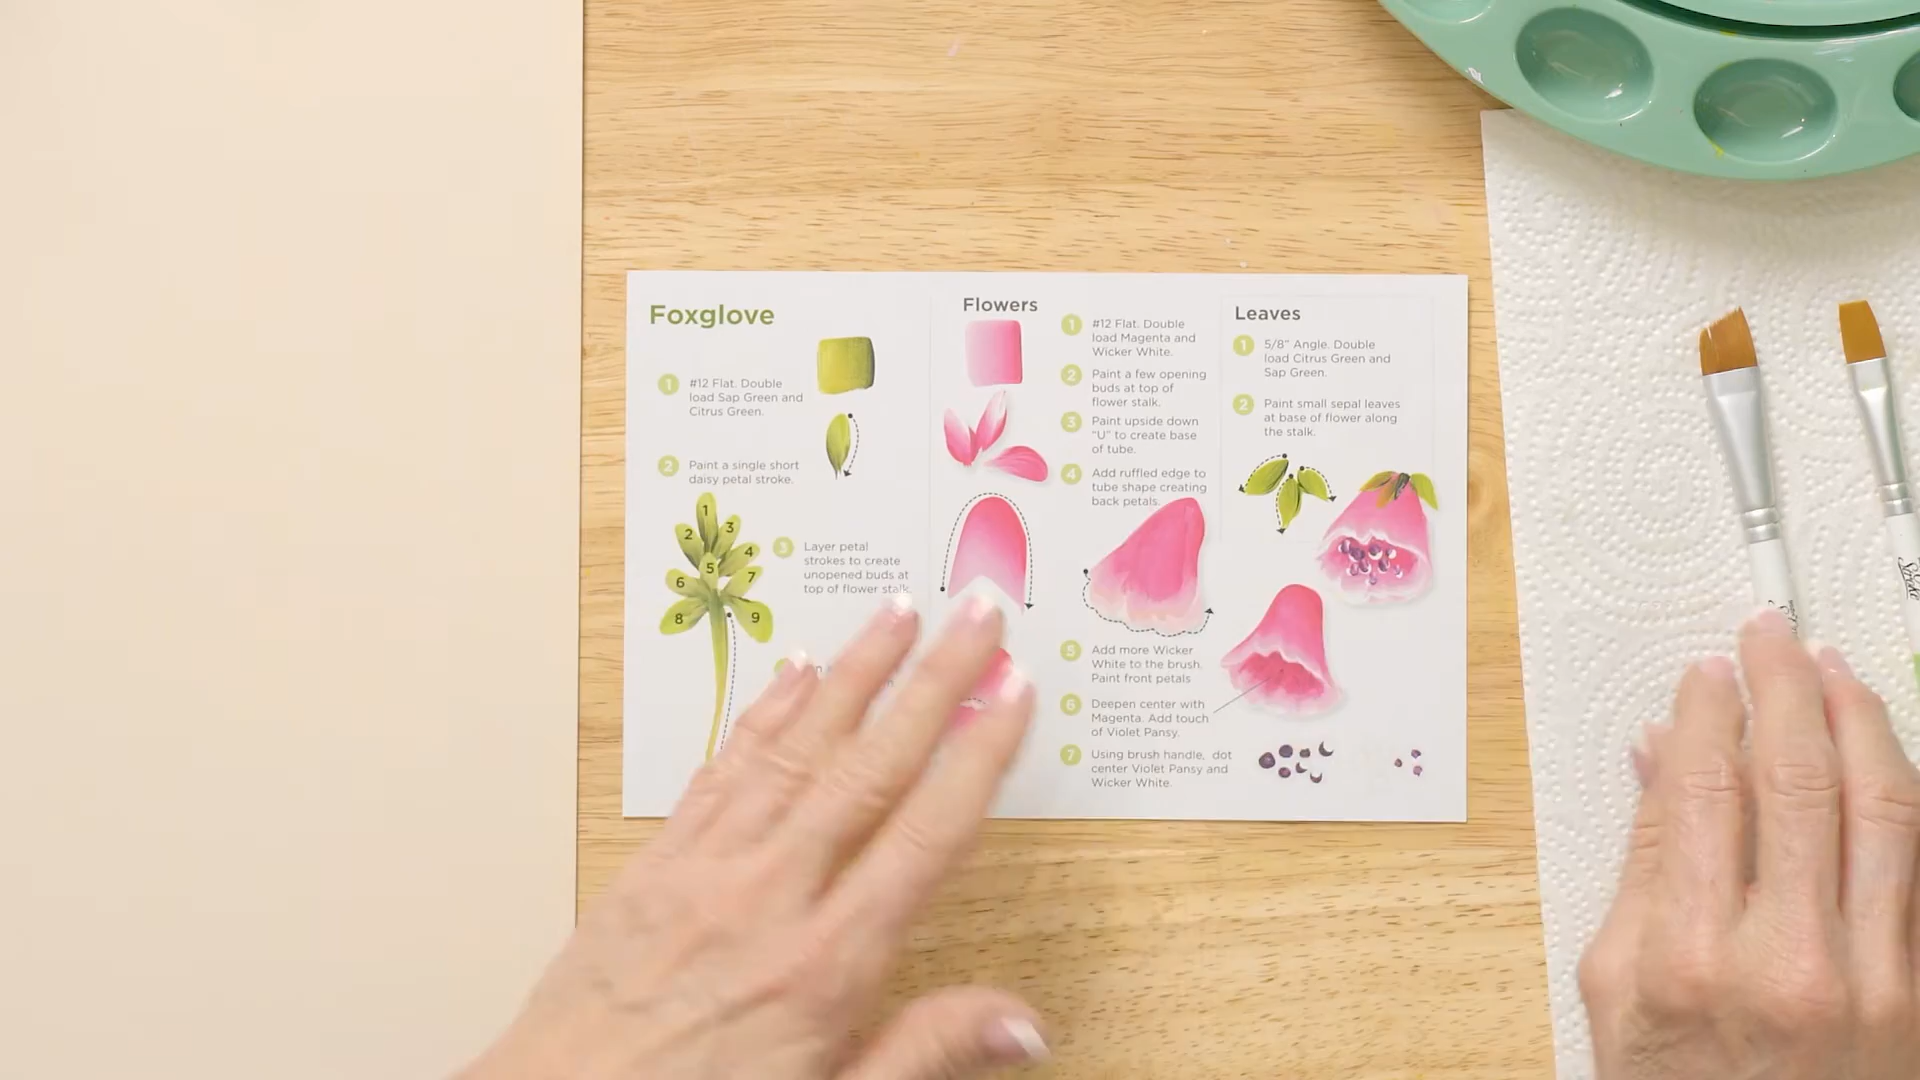 Foxglove
1 #12 Flat. Double
load Sap Green and
Citrus Green.
2 Paint a single short
daisy petal stroke.
1
2
3
4
5
6
7
8
9
3 Layer petal
strokes to create
unopened buds at
top of flower stalk.
Flowers
1 #12 Flat. Double
load Magenta and
Wicker White.
2 Paint a few opening
buds at top of
flower stalk.
3 Paint upside down
"U" to create base
of tube.
4 Add ruffled edge to
tube shape creating
back petals.
5 Add more Wicker
White to the brush.
Paint front petals
6 Deepen center with
Magenta. Add touch
of Violet Pansy.
7 Using brush handle, dot
center Violet Pansy and
Wicker White.
Leaves
1 5/8" Angle. Double
load Citrus Green and
Sap Green.
2 Paint small sepal leaves
at base of flower along
the stalk.